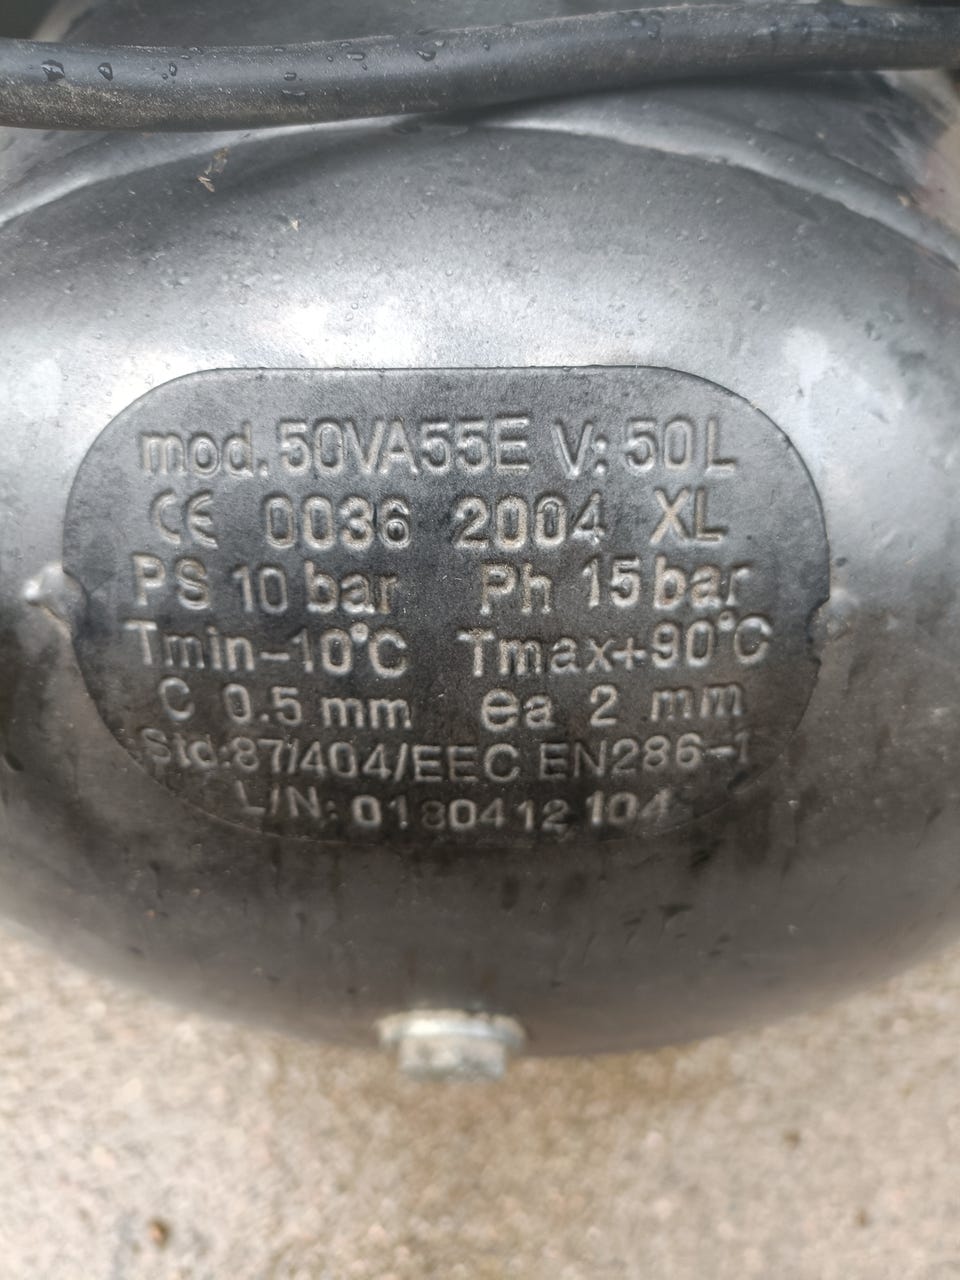 mod. 50VA55E V: 50L
CE 0036 2004 XL
PS 10 bar Ph 15 bar
Tmin-10°C Tmax+90°C
C 0.5 mm ea 2 mm
Std:87/404/EEC EN286-1
L/N: 0180412 104